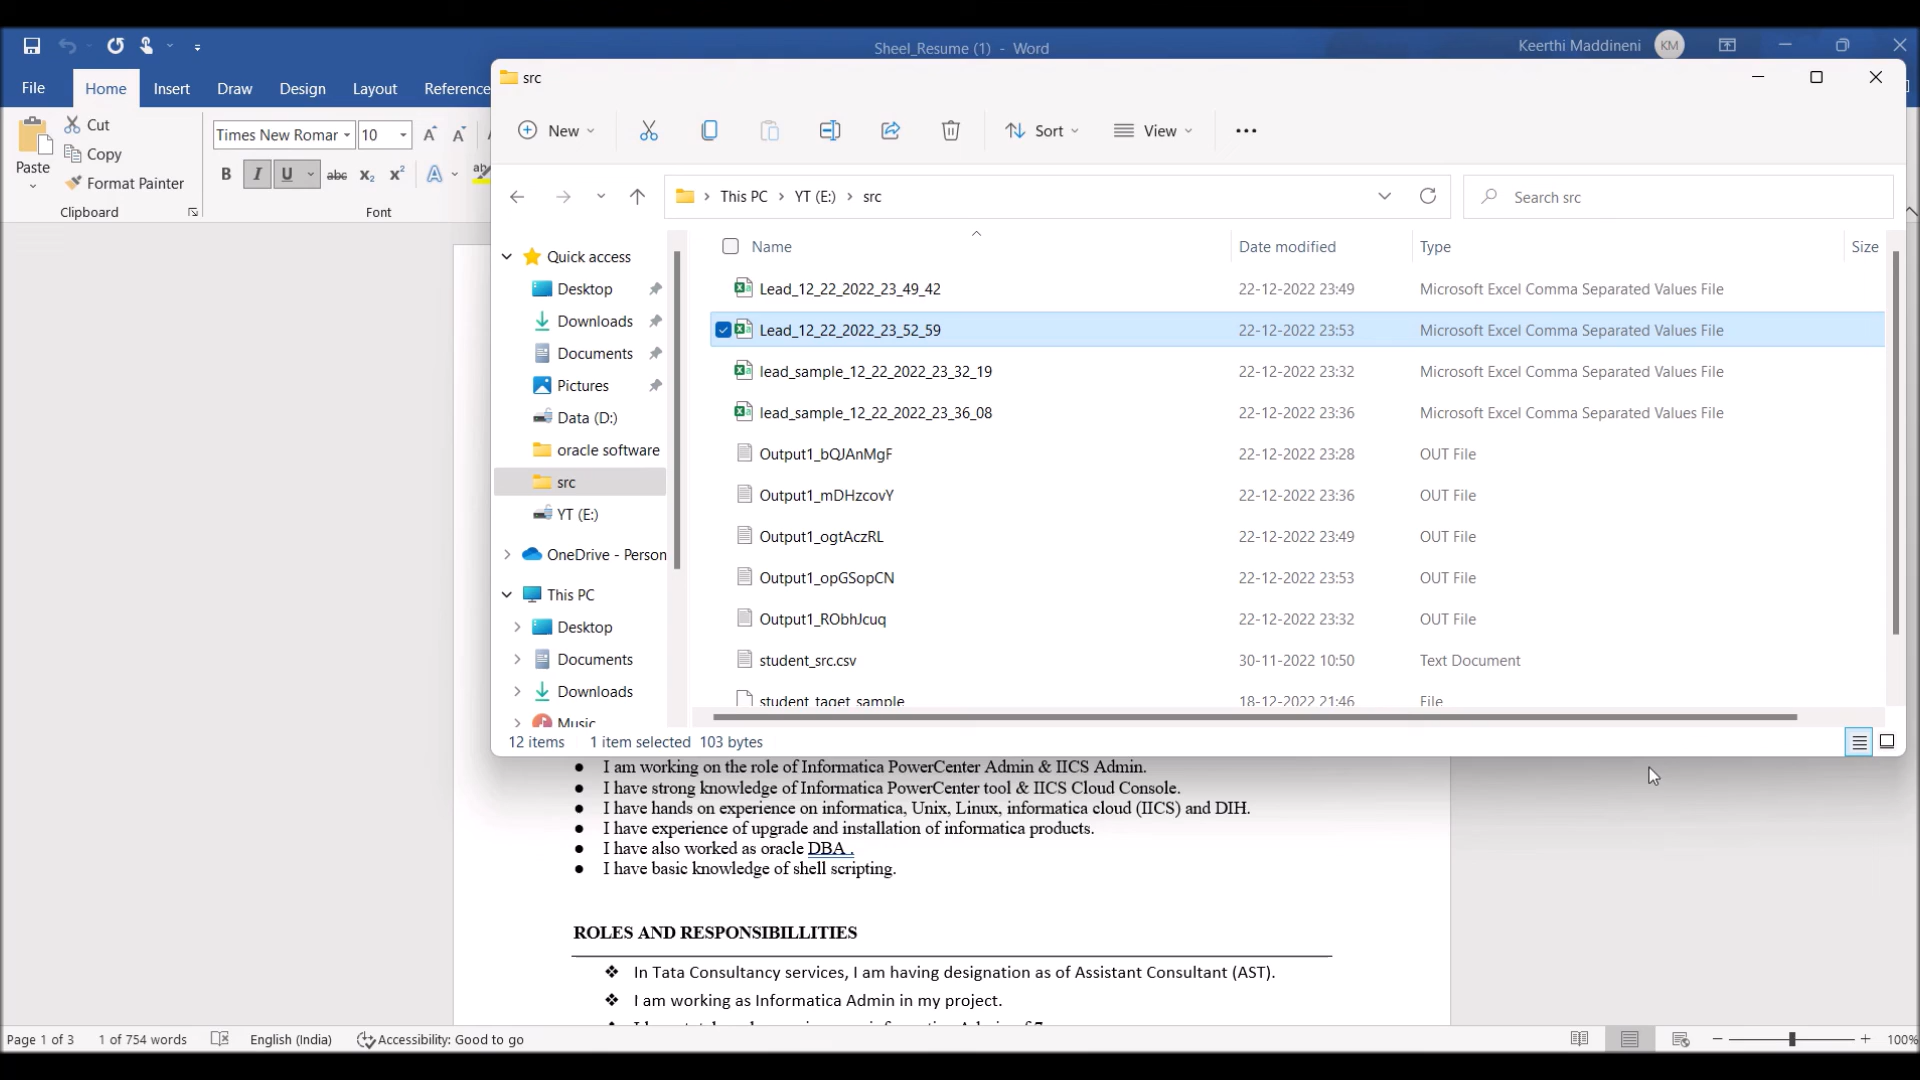 Sheel_Resume (1) - Word
Keerthi Maddineni
KM
File
Home
Insert
Draw
Design
Layout
Reference
Paste
Cut
Copy
Format Painter
Clipboard
Times New Romar
10
B
I
U
abc
x₂
x²
A
Font
src
New
Sort
View
This PC
YT (E:)
src
Search src
Quick access
Desktop
Downloads
Documents
Pictures
Data (D:)
oracle software
src
YT (E:)
OneDrive - Person
This PC
Desktop
Documents
Downloads
Music
Name Date modified Type Size
Lead_12_22_2022_23_49_42 22-12-2022 23:49 Microsoft Excel Comma Separated Values File
Lead_12_22_2022_23_52_59 22-12-2022 23:53 Microsoft Excel Comma Separated Values File
lead_sample_12_22_2022_23_32_19 22-12-2022 23:32 Microsoft Excel Comma Separated Values File
lead_sample_12_22_2022_23_36_08 22-12-2022 23:36 Microsoft Excel Comma Separated Values File
Output1_bQJAnMgF 22-12-2022 23:28 OUT File
Output1_mDHzcovY 22-12-2022 23:36 OUT File
Output1_ogtAczRL 22-12-2022 23:49 OUT File
Output1_opGSopCN 22-12-2022 23:53 OUT File
Output1_RObhJcuq 22-12-2022 23:32 OUT File
student_src.csv 30-11-2022 10:50 Text Document
student_taget_sample 18-12-2022 21:46 File
12 items 1 item selected 103 bytes
● I am working on the role of Informatica PowerCenter Admin & IICS Admin.
● I have strong knowledge of Informatica PowerCenter tool & IICS Cloud Console.
● I have hands on experience on informatica, Unix, Linux, informatica cloud (IICS) and DIH.
● I have experience of upgrade and installation of informatica products.
● I have also worked as oracle DBA .
● I have basic knowledge of shell scripting.
ROLES AND RESPONSIBILLITIES
❖ In Tata Consultancy services, I am having designation as of Assistant Consultant (AST).
❖ I am working as Informatica Admin in my project.
Page 1 of 3 1 of 754 words English (India) Accessibility: Good to go 100%